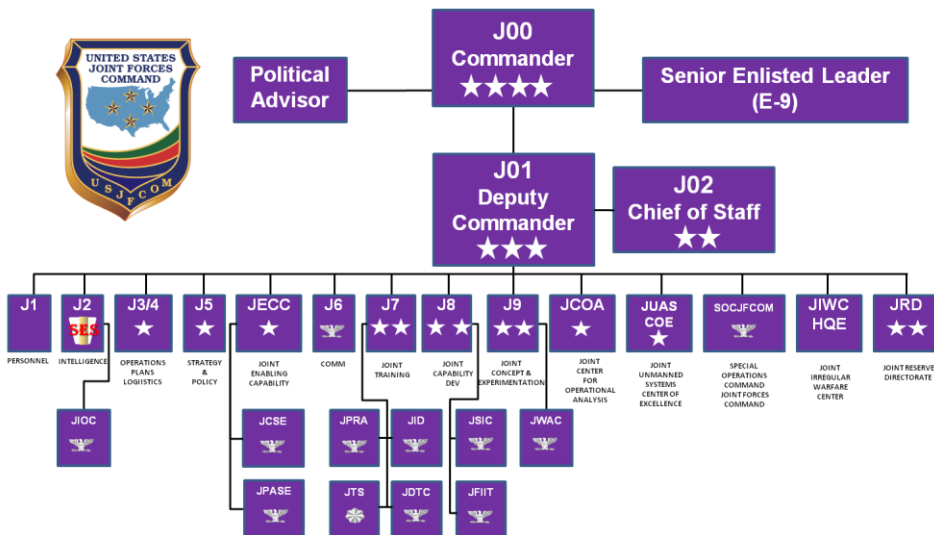 UNITED STATES
JOINT FORCES
COMMAND
USJFCOM
J00
Commander
Political
Advisor
Senior Enlisted Leader
(E-9)
J01
Deputy
Commander
J02
Chief of Staff
J1
PERSONNEL
J2
SES
INTELLIGENCE
J3/4
OPERATIONS
PLANS
LOGISTICS
J5
STRATEGY
&
POLICY
JECC
JOINT
ENABLING
CAPABILITY
J6
COMM
J7
JOINT
TRAINING
J8
JOINT
CAPABILITY
DEV
J9
JOINT
CONCEPT &
EXPERIMENTATION
JCOA
JOINT
CENTER
FOR
OPERATIONAL
ANALYSIS
JUAS
COE
JOINT
UNMANNED
SYSTEMS
CENTER OF
EXCELLENCE
SOCJFCOM
SPECIAL
OPERATIONS
COMMAND
JOINT FORCES
COMMAND
JIWC
HQE
JOINT
IRREGULAR
WARFARE
CENTER
JRD
JOINT RESERVE
DIRECTORATE
JIOC
JCSE
JPRA
JID
JSIC
JWAC
JPASE
JTS
JDTC
JFIIT